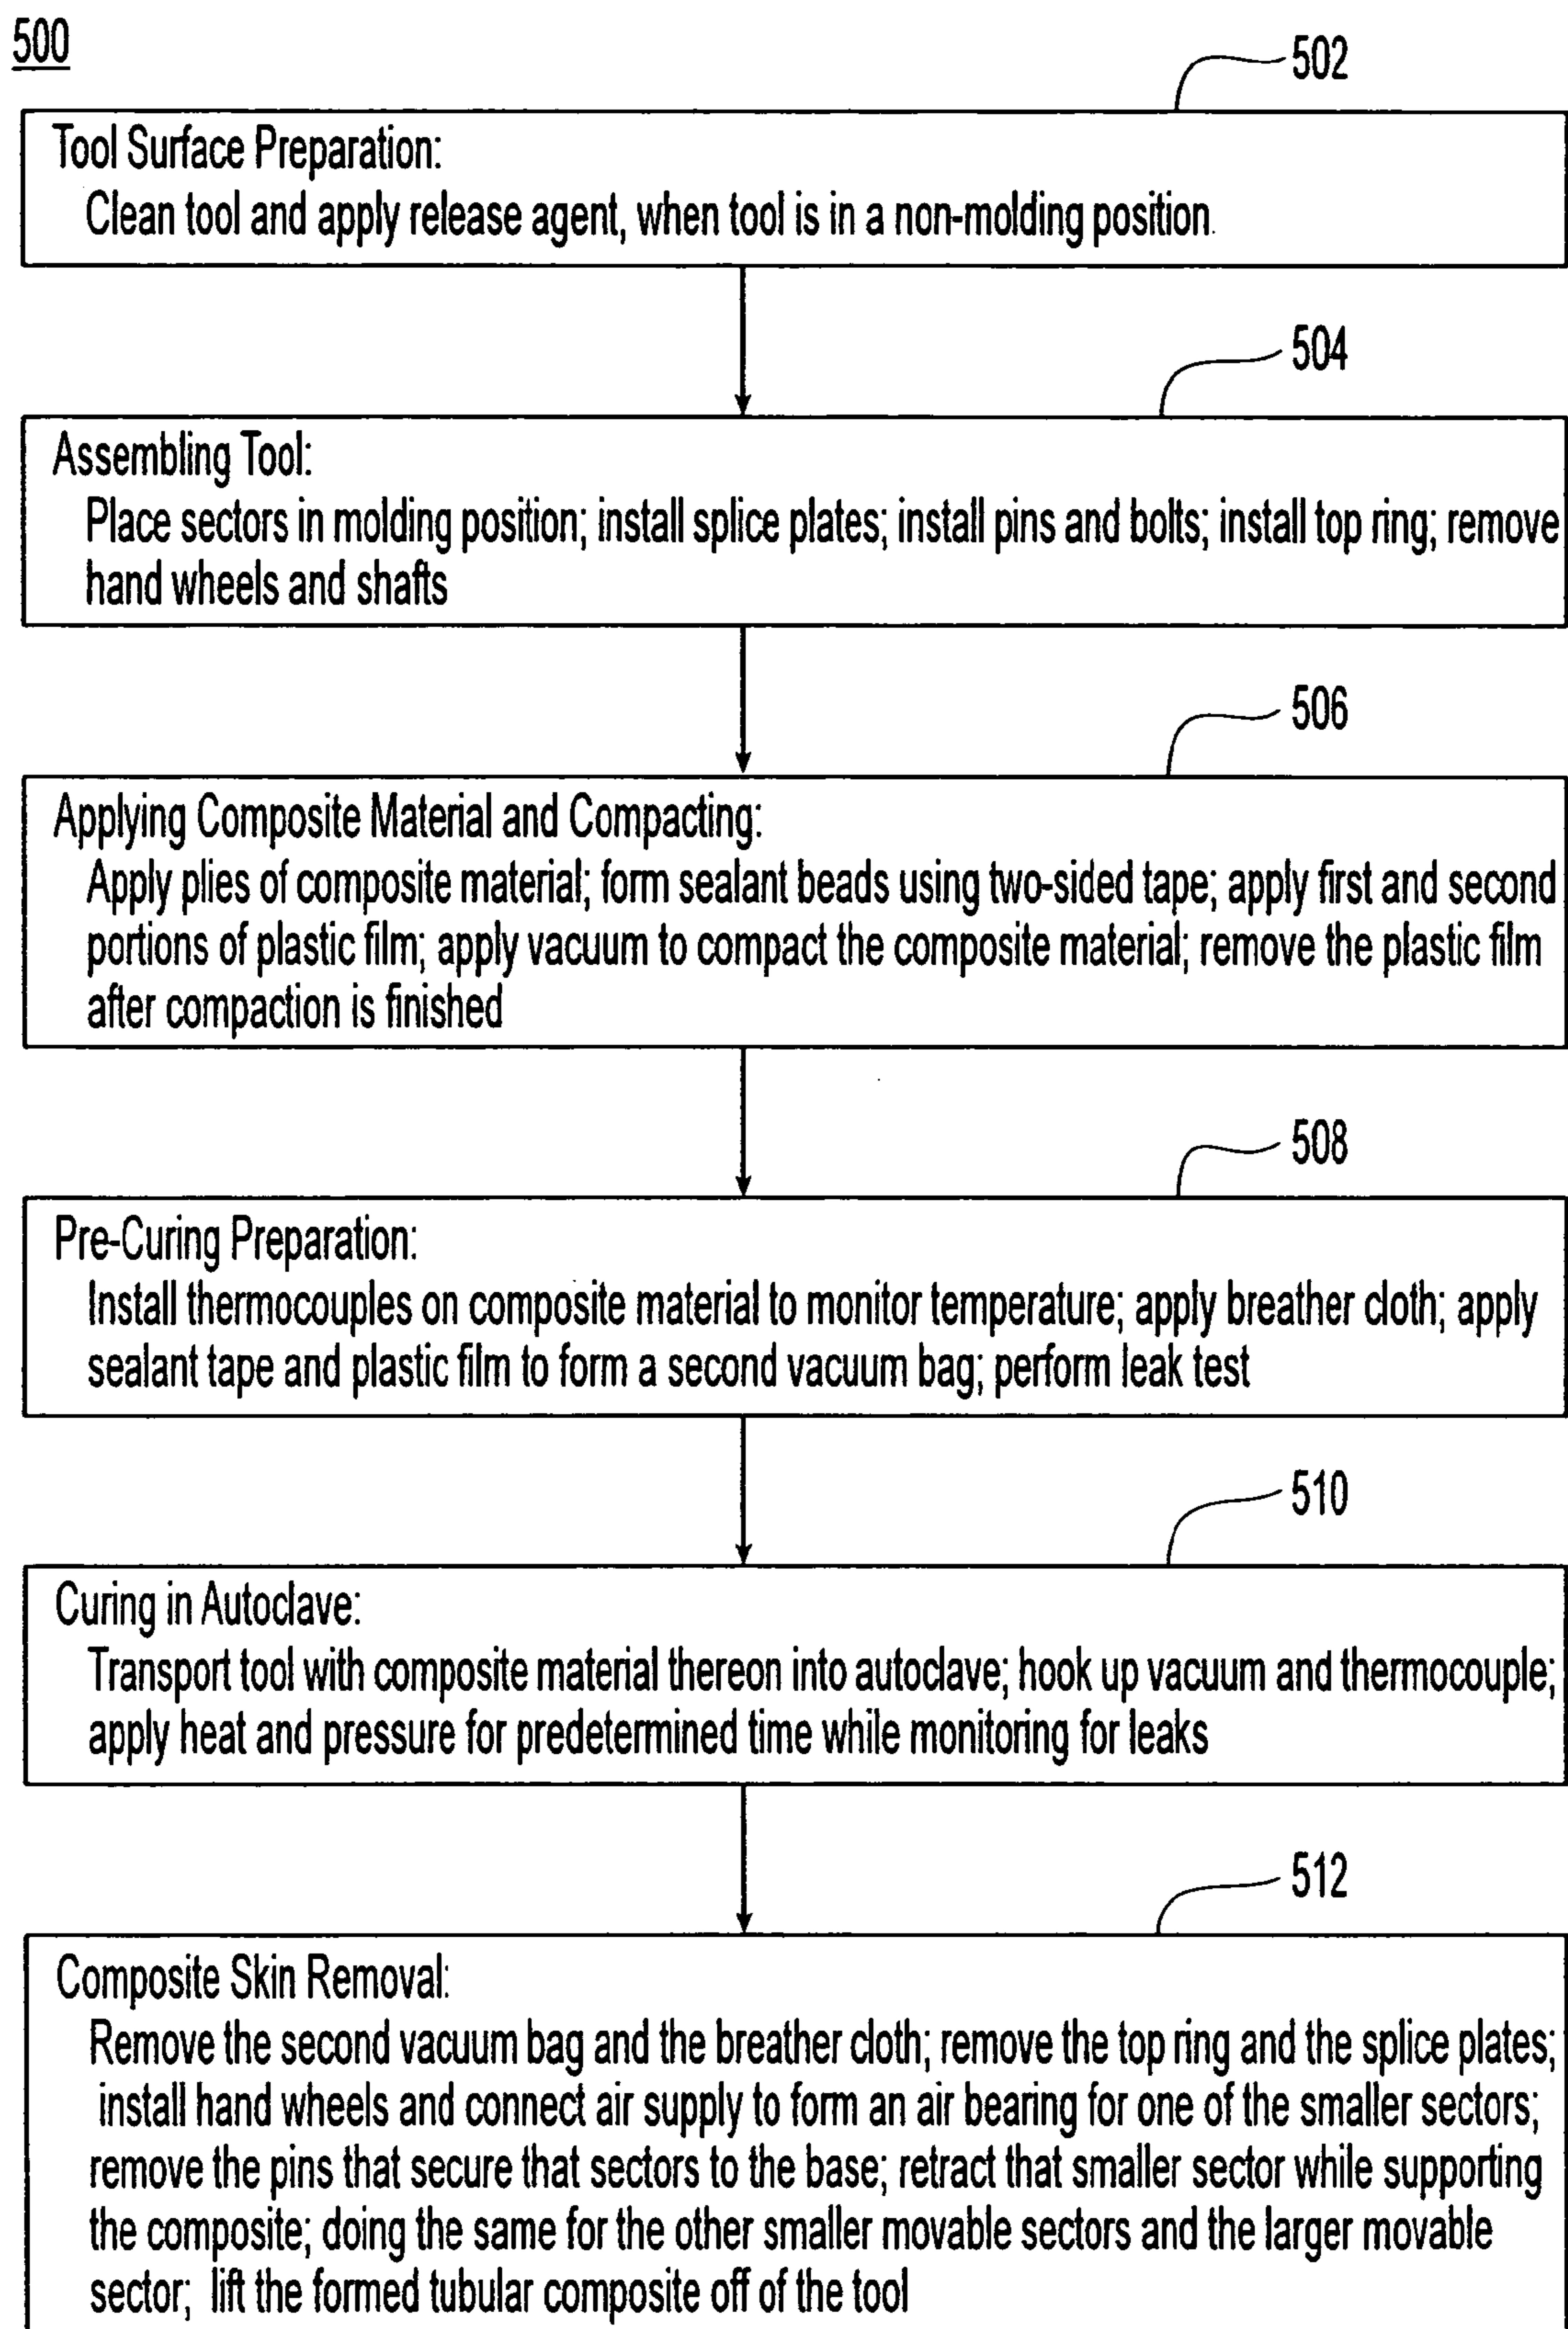 500
502
Tool Surface Preparation:
Clean tool and apply release agent, when tool is in a non-molding position.
504
Assembling Tool:
Place sectors in molding position; install splice plates; install pins and bolts; install top ring; remove
hand wheels and shafts
506
Applying Composite Material and Compacting:
Apply plies of composite material; form sealant beads using two-sided tape; apply first and second
portions of plastic film; apply vacuum to compact the composite material; remove the plastic film
after compaction is finished
508
Pre-Curing Preparation:
Install thermocouples on composite material to monitor temperature; apply breather cloth; apply
sealant tape and plastic film to form a second vacuum bag; perform leak test
510
Curing in Autoclave:
Transport tool with composite material thereon into autoclave; hook up vacuum and thermocouple;
apply heat and pressure for predetermined time while monitoring for leaks
512
Composite Skin Removal:
Remove the second vacuum bag and the breather cloth; remove the top ring and the splice plates;
install hand wheels and connect air supply to form an air bearing for one of the smaller sectors;
remove the pins that secure that sectors to the base; retract that smaller sector while supporting
the composite; doing the same for the other smaller movable sectors and the larger movable
sector; lift the formed tubular composite off of the tool